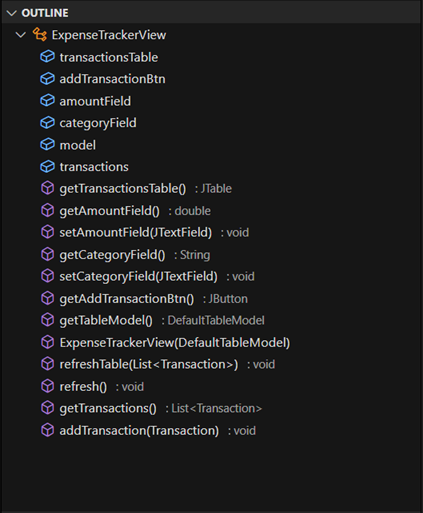 OUTLINE
ExpenseTrackerView
transactionsTable
addTransactionBtn
amountField
categoryField
model
transactions
getTransactionsTable() : JTable
getAmountField() : double
setAmountField(JTextField) : void
getCategoryField() : String
setCategoryField(JTextField) : void
getAddTransactionBtn() : JButton
getTableModel() : DefaultTableModel
ExpenseTrackerView(DefaultTableModel)
refreshTable(List<Transaction>) : void
refresh() : void
getTransactions() : List<Transaction>
addTransaction(Transaction) : void